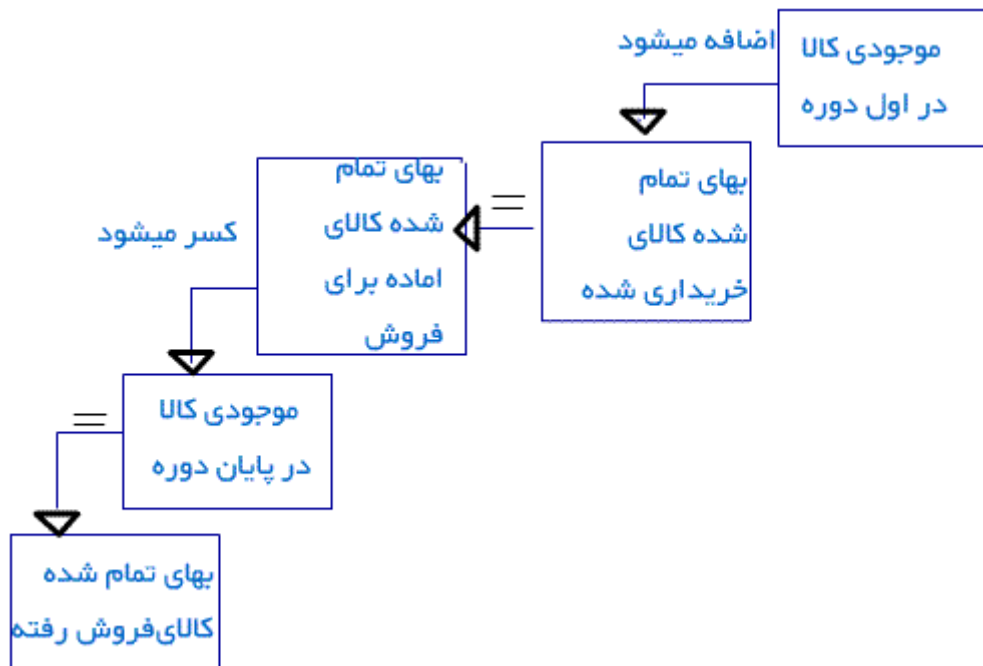 موجودی کالا
در اول دوره
اضافه میشود
بهای تمام
شده کالای
خریداری شده
=
بهای تمام
شده کالای
اماده برای
فروش
کسر میشود
موجودی کالا
در پایان دوره
=
بهای تمام شده
کالای فروش رفته